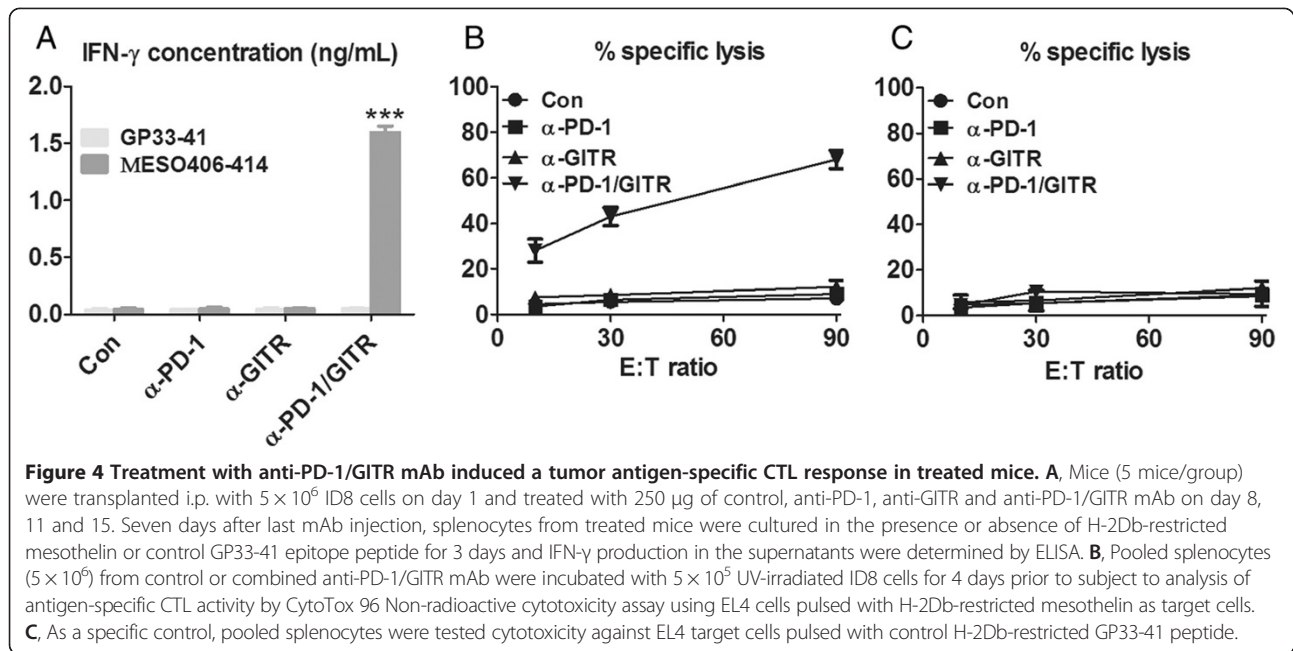 A
IFN-γ concentration (ng/mL)
2.0
1.5
1.0
0.5
0.0
GP33-41
MESO406-414
***
Con
α-PD-1
α-GITR
α-PD-1/GITR
B
% specific lysis
100
80
60
40
20
0
Con
α-PD-1
α-GITR
α-PD-1/GITR
0 30 60 90
E:T ratio
C
% specific lysis
100
80
60
40
20
0
Con
α-PD-1
α-GITR
α-PD-1/GITR
0 30 60 90
E:T ratio
Figure 4 Treatment with anti-PD-1/GITR mAb induced a tumor antigen-specific CTL response in treated mice. A, Mice (5 mice/group)
were transplanted i.p. with 5 × 10⁶ ID8 cells on day 1 and treated with 250 μg of control, anti-PD-1, anti-GITR and anti-PD-1/GITR mAb on day 8,
11 and 15. Seven days after last mAb injection, splenocytes from treated mice were cultured in the presence or absence of H-2Db-restricted
mesothelin or control GP33-41 epitope peptide for 3 days and IFN-γ production in the supernatants were determined by ELISA. B, Pooled splenocytes
(5 × 10⁶) from control or combined anti-PD-1/GITR mAb were incubated with 5 × 10⁵ UV-irradiated ID8 cells for 4 days prior to subject to analysis of
antigen-specific CTL activity by CytoTox 96 Non-radioactive cytotoxicity assay using EL4 cells pulsed with H-2Db-restricted mesothelin as target cells.
C, As a specific control, pooled splenocytes were tested cytotoxicity against EL4 target cells pulsed with control H-2Db-restricted GP33-41 peptide.